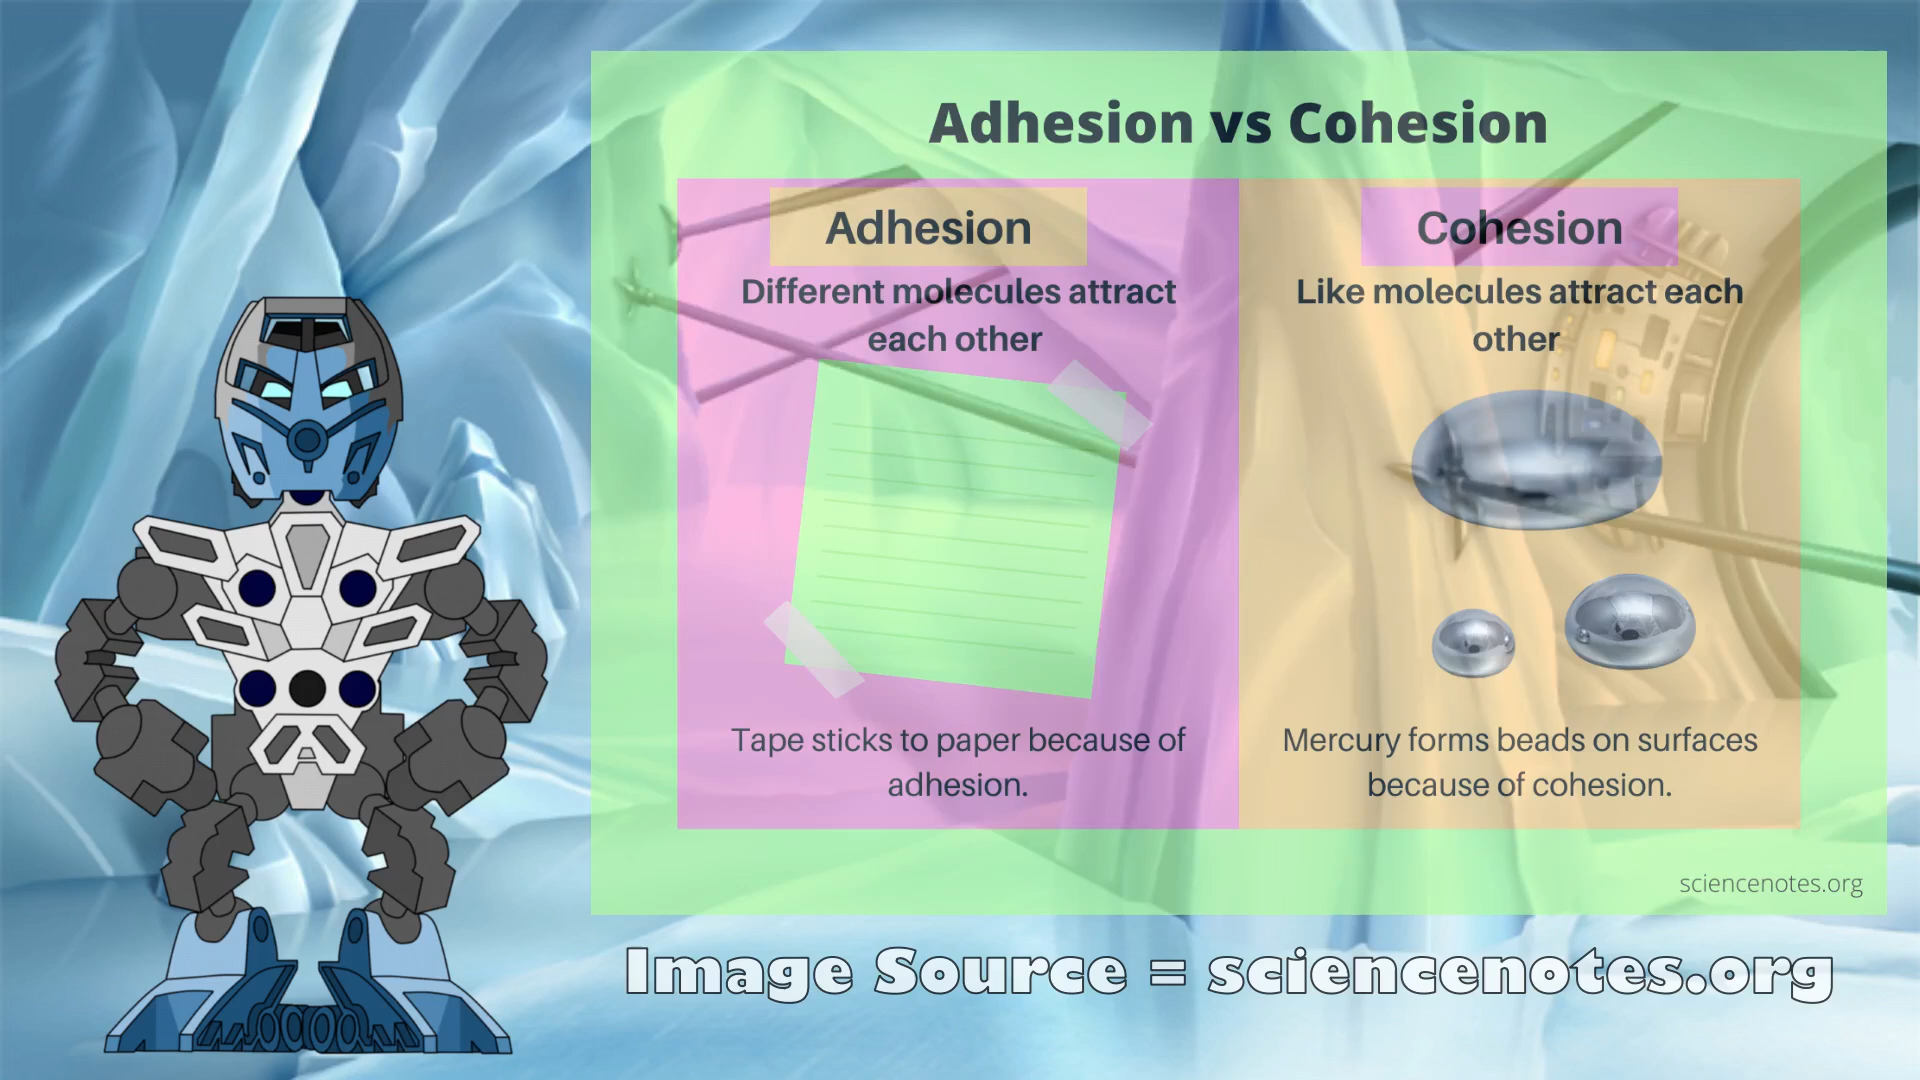 Adhesion vs Cohesion
Adhesion
Different molecules attract
each other
Tape sticks to paper because of
adhesion.
Cohesion
Like molecules attract each
other
Mercury forms beads on surfaces
because of cohesion.
sciencenotes.org
Image Source = sciencenotes.org